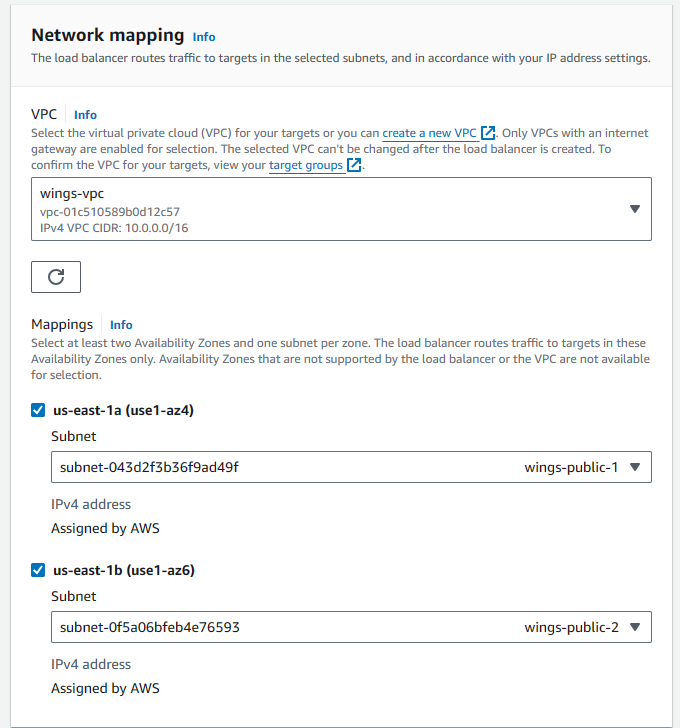 Network mapping Info
The load balancer routes traffic to targets in the selected subnets, and in accordance with your IP address settings.
VPC Info
Select the virtual private cloud (VPC) for your targets or you can create a new VPC. Only VPCs with an internet
gateway are enabled for selection. The selected VPC can't be changed after the load balancer is created. To
confirm the VPC for your targets, view your target groups.
wings-vpc
vpc-01c510589b0d12c57
IPv4 VPC CIDR: 10.0.0.0/16
Mappings Info
Select at least two Availability Zones and one subnet per zone. The load balancer routes traffic to targets in these
Availability Zones only. Availability Zones that are not supported by the load balancer or the VPC are not available
for selection.
us-east-1a (use1-az4)
Subnet
subnet-043d2f3b36f9ad49f wings-public-1
IPv4 address
Assigned by AWS
us-east-1b (use1-az6)
Subnet
subnet-0f5a06bfeb4e76593 wings-public-2
IPv4 address
Assigned by AWS